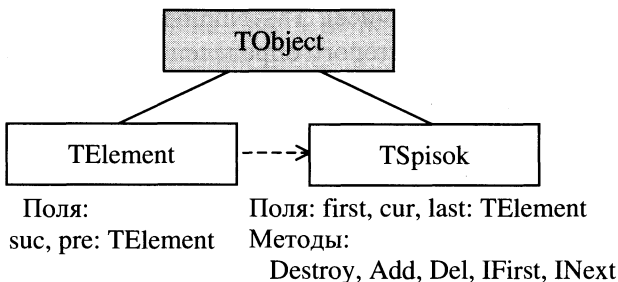 TObject
TElement
TSpisok
Поля:
suc, pre: TElement
Поля: first, cur, last: TElement
Методы:
Destroy, Add, Del, IFirst, INext